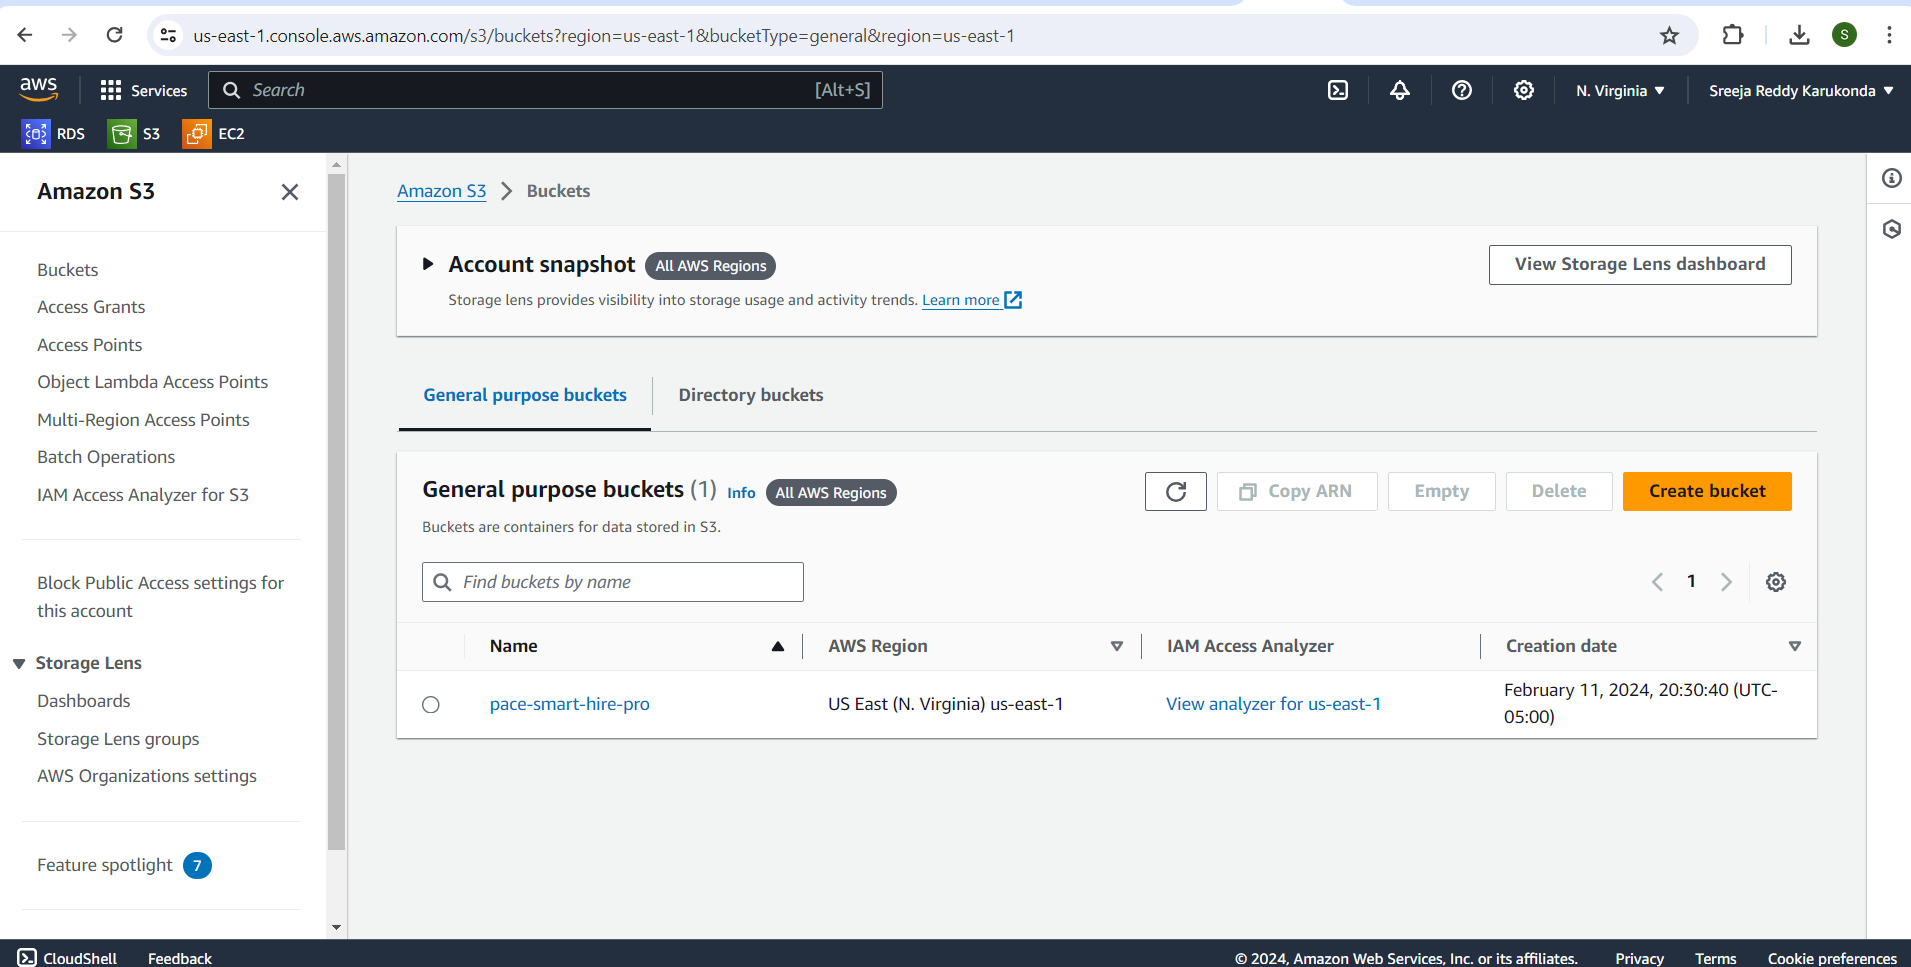 us-east-1.console.aws.amazon.com/s3/buckets?region=us-east-1&bucketType=general&region=us-east-1
S
aws
Services
Search
[Alt+S]
N. Virginia
Sreeja Reddy Karukonda
RDS
S3
EC2
Amazon S3
Buckets
Access Grants
Access Points
Object Lambda Access Points
Multi-Region Access Points
Batch Operations
IAM Access Analyzer for S3
Block Public Access settings for
this account
Storage Lens
Dashboards
Storage Lens groups
AWS Organizations settings
Feature spotlight 7
Amazon S3 > Buckets
Account snapshot All AWS Regions
Storage lens provides visibility into storage usage and activity trends. Learn more
View Storage Lens dashboard
General purpose buckets
Directory buckets
General purpose buckets (1) Info All AWS Regions
Buckets are containers for data stored in S3.
Copy ARN
Empty
Delete
Create bucket
Find buckets by name
1
Name
AWS Region
IAM Access Analyzer
Creation date
pace-smart-hire-pro
US East (N. Virginia) us-east-1
View analyzer for us-east-1
February 11, 2024, 20:30:40 (UTC-
05:00)
CloudShell
Feedback
© 2024, Amazon Web Services, Inc. or its affiliates.
Privacy
Terms
Cookie preferences